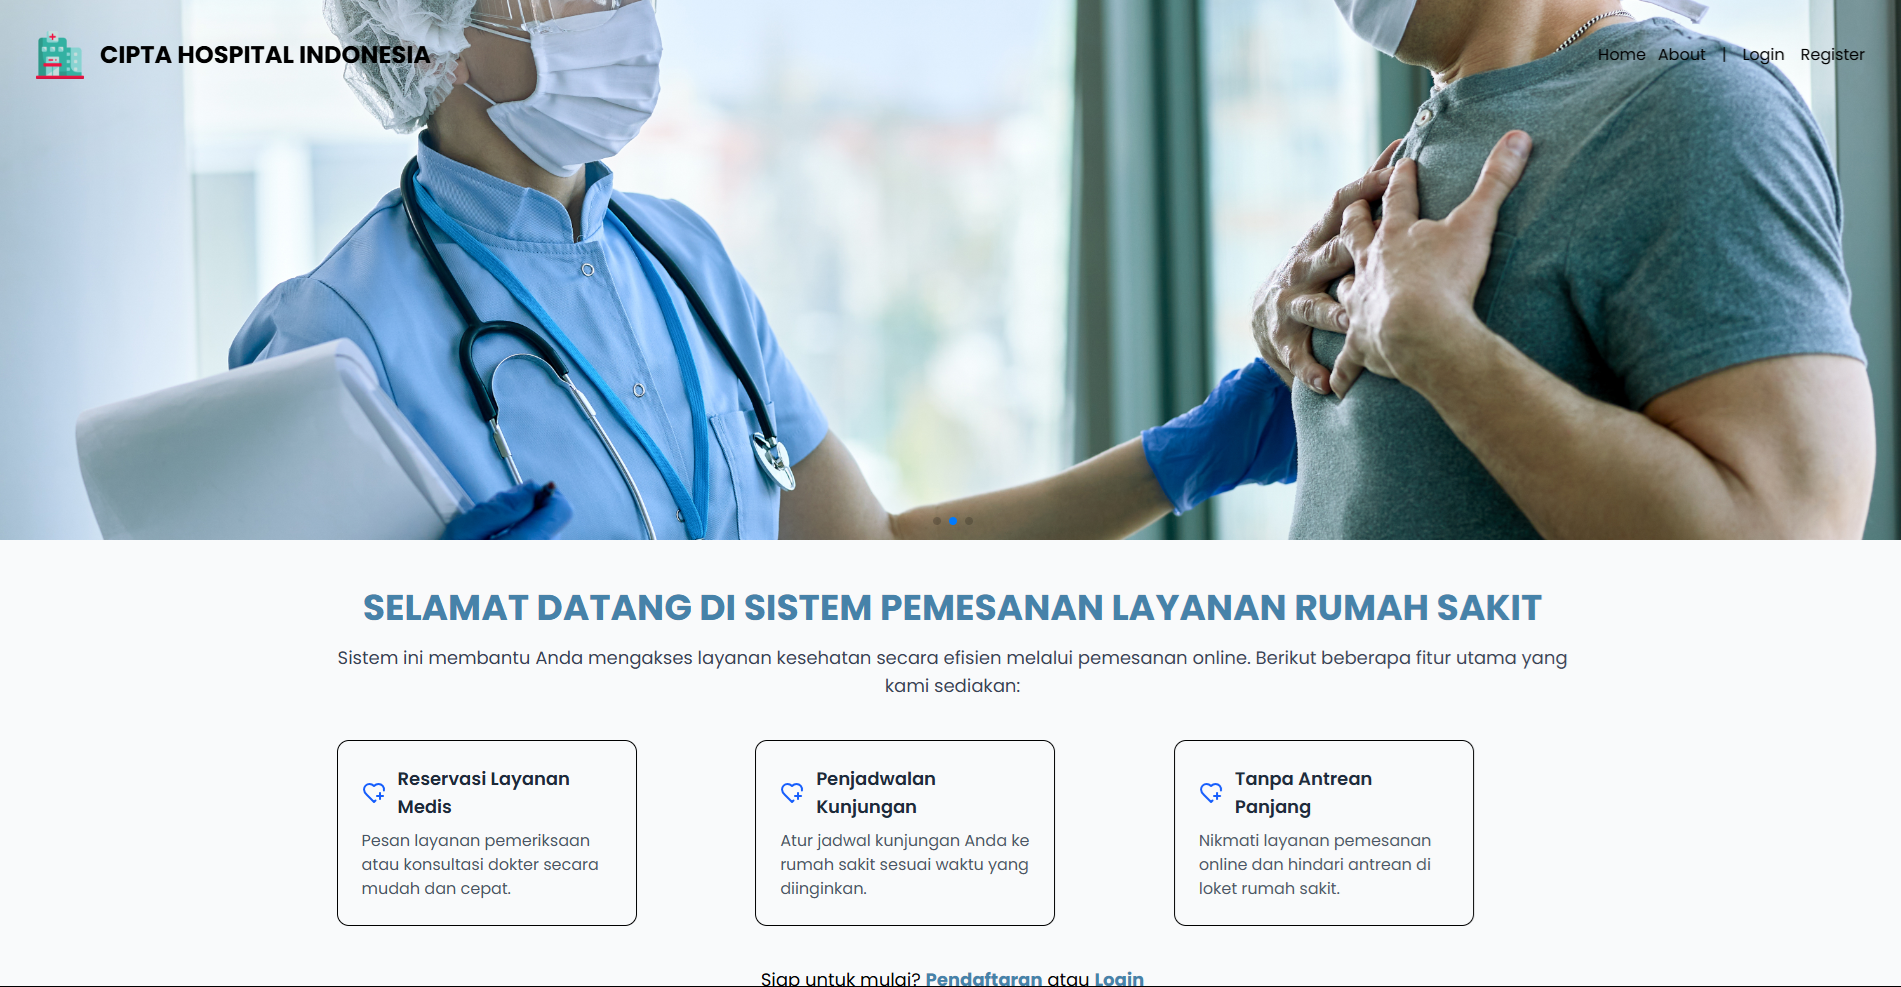 CIPTA HOSPITAL INDONESIA
Home About | Login Register
SELAMAT DATANG DI SISTEM PEMESANAN LAYANAN RUMAH SAKIT
Sistem ini membantu Anda mengakses layanan kesehatan secara efisien melalui pemesanan online. Berikut beberapa fitur utama yang
kami sediakan:
Reservasi Layanan
Medis
Pesan layanan pemeriksaan
atau konsultasi dokter secara
mudah dan cepat.
Penjadwalan
Kunjungan
Atur jadwal kunjungan Anda ke
rumah sakit sesuai waktu yang
diinginkan.
Tanpa Antrean
Panjang
Nikmati layanan pemesanan
online dan hindari antrean di
loket rumah sakit.
Siap untuk mulai? Pendaftaran atau Login